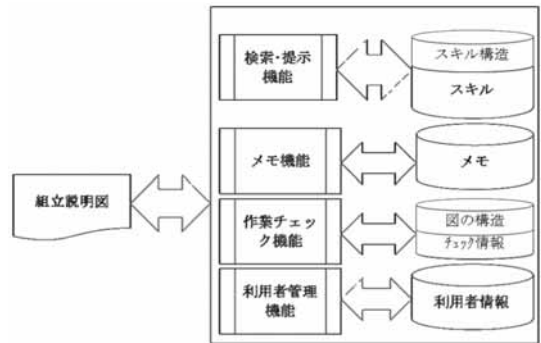 検索・提示
機能
スキル構造
スキル
メモ機能
メモ
組立説明図
作業チェッ
ク機能
図の構造
チェック情報
利用者管理
機能
利用者情報